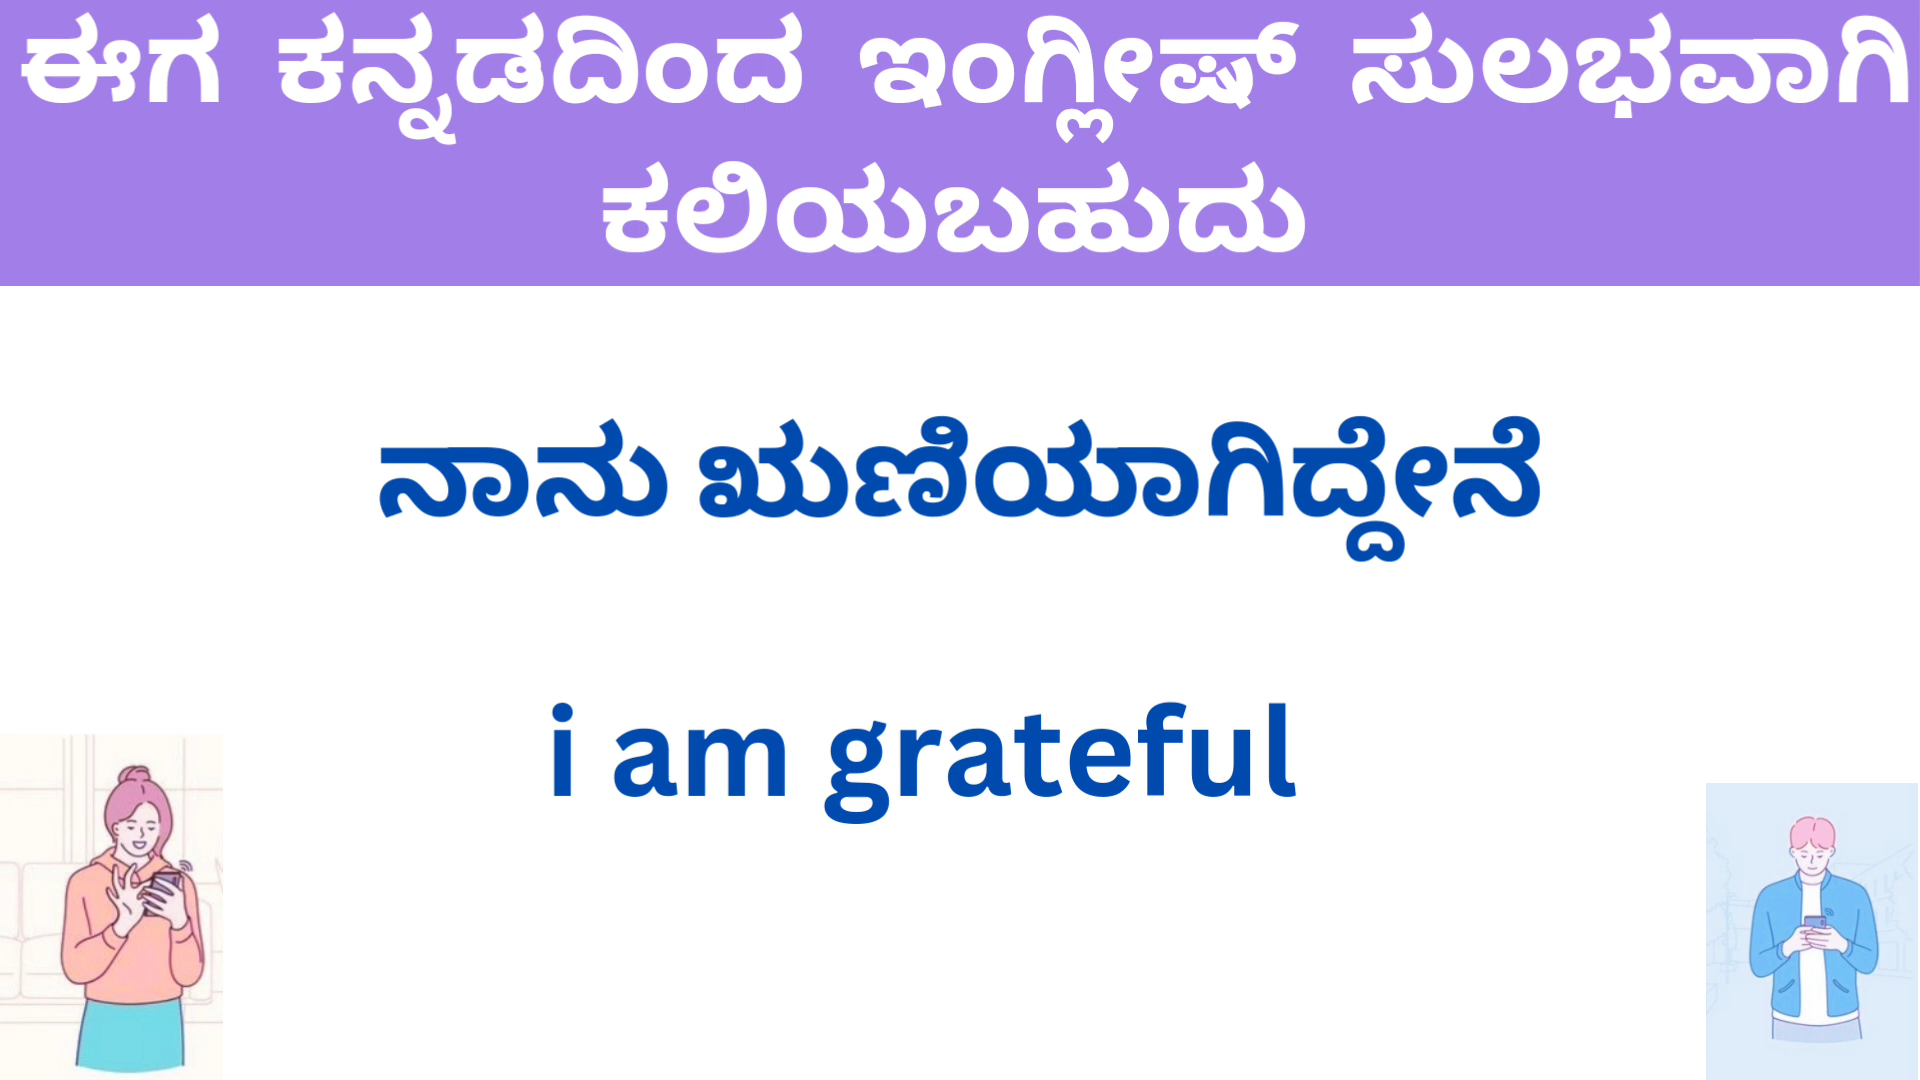 ಈಗ ಕನ್ನಡದಿಂದ ಇಂಗ್ಲೀಷ್ ಸುಲಭವಾಗಿ
ಕಲಿಯಬಹುದು
ನಾನು ಋಣಿಯಾಗಿದ್ದೇನೆ
i am grateful